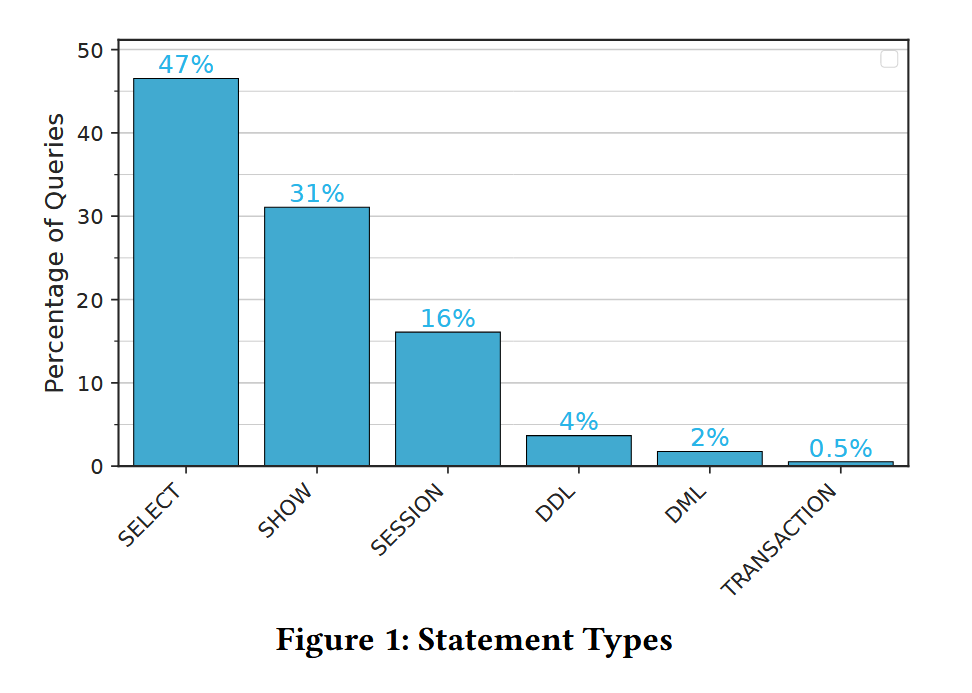 50
40
30
20
10
0
Percentage of Queries
47%
31%
16%
4%
2%
0.5%
SELECT
SHOW
SESSION
DDL
DML
TRANSACTION
Figure 1: Statement Types